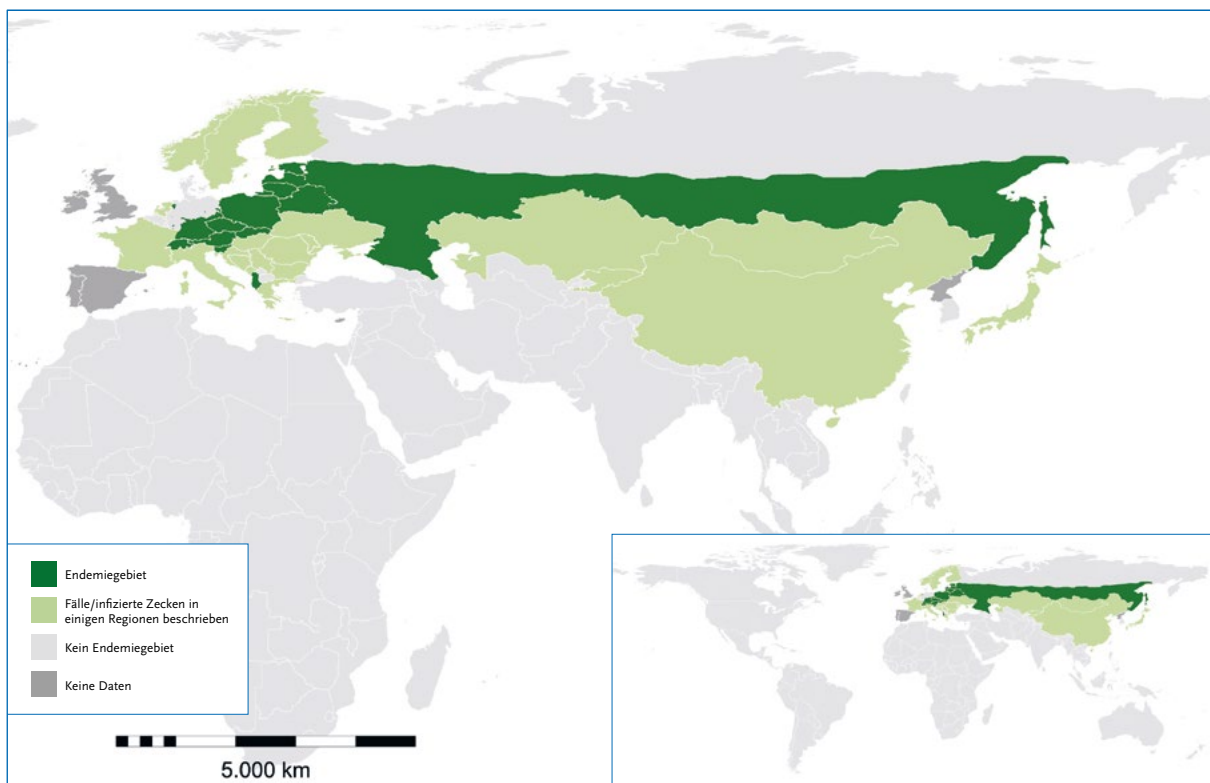 Endemiegebiet
Fälle/infizierte Zecken in
einigen Regionen beschrieben
Kein Endemiegebiet
Keine Daten
5.000 km